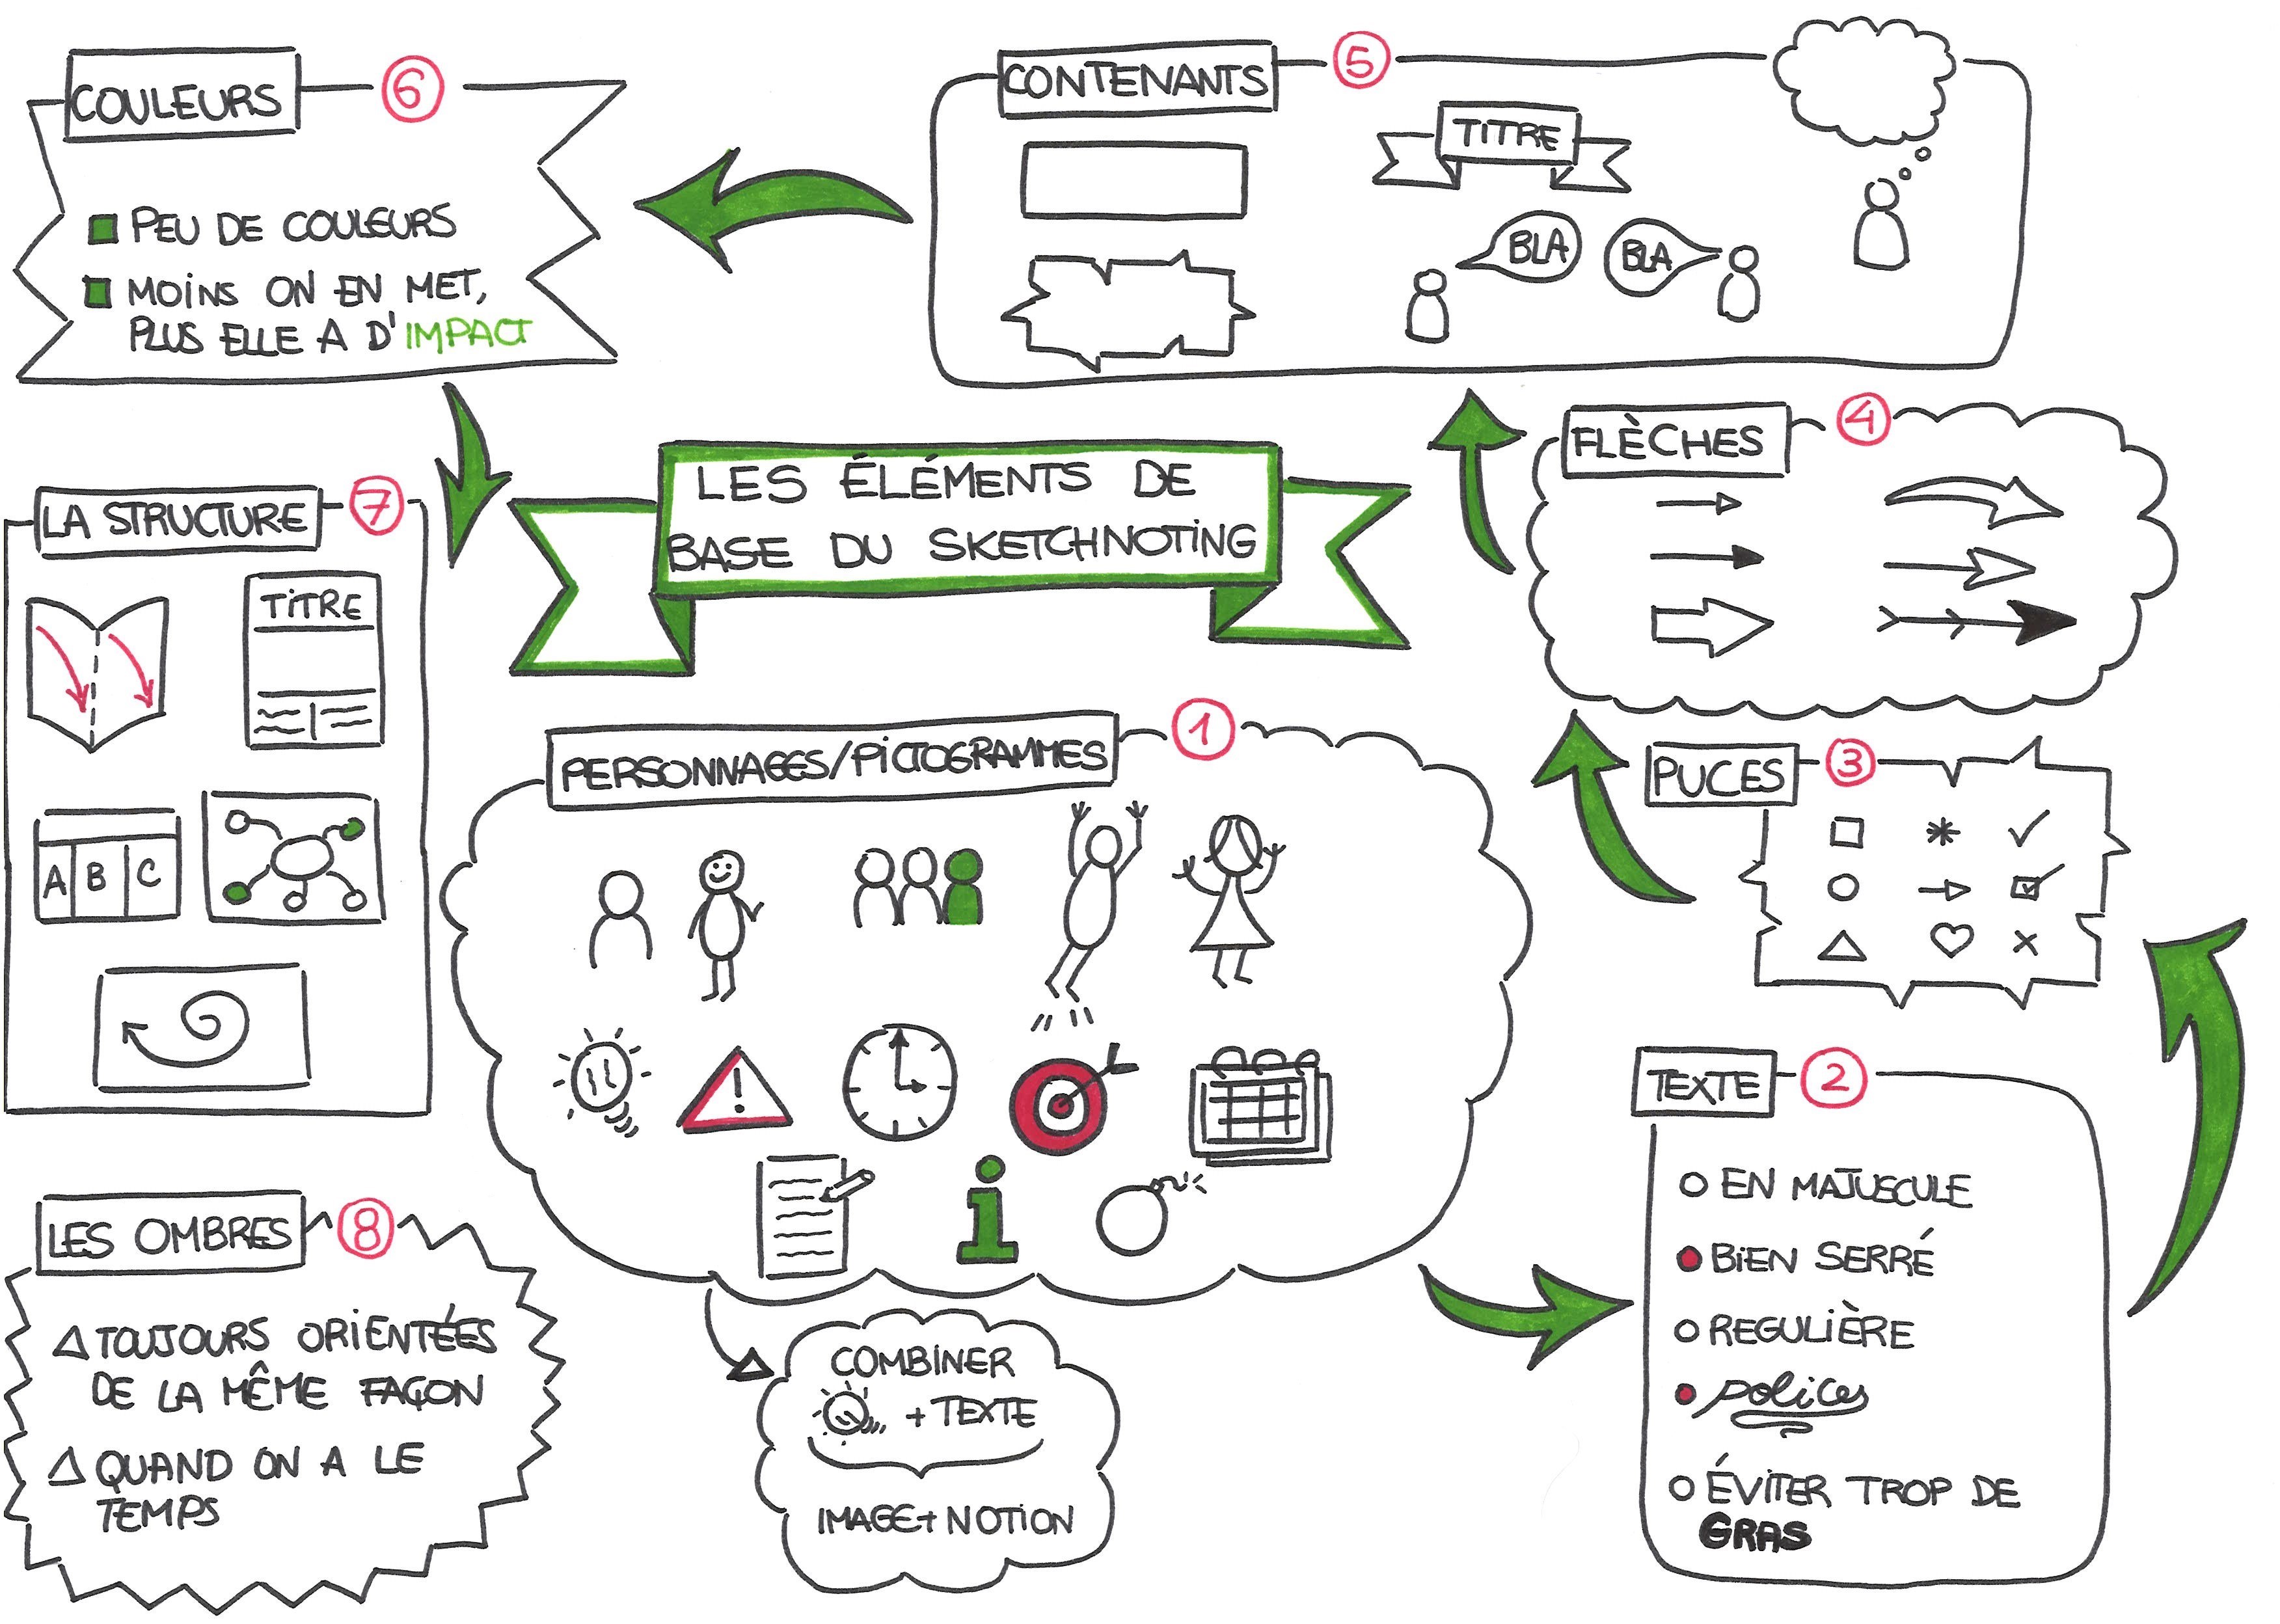 LES ÉLÉMENTS DE
BASE DU SKETCHNOTING
PERSONNAGES/PICTOGRAMMES
1
!
i
COMBINER
+ TEXTE
IMAGE + NOTION
TEXTE
2
EN MAJUSCULE
BIEN SERRÉ
REGULIÈRE
polices
ÉVITER TROP DE
GRAS
PUCES
3
FLÈCHES
4
CONTENANTS
5
TITRE
BLA
BLA
COULEURS
6
PEU DE COULEURS
MOINS ON EN MET,
PLUS ELLE A D'IMPACT
LA STRUCTURE
7
TITRE
A B C
LES OMBRES
8
TOUJOURS ORIENTÉES
DE LA MÊME FAÇON
QUAND ON A LE
TEMPS